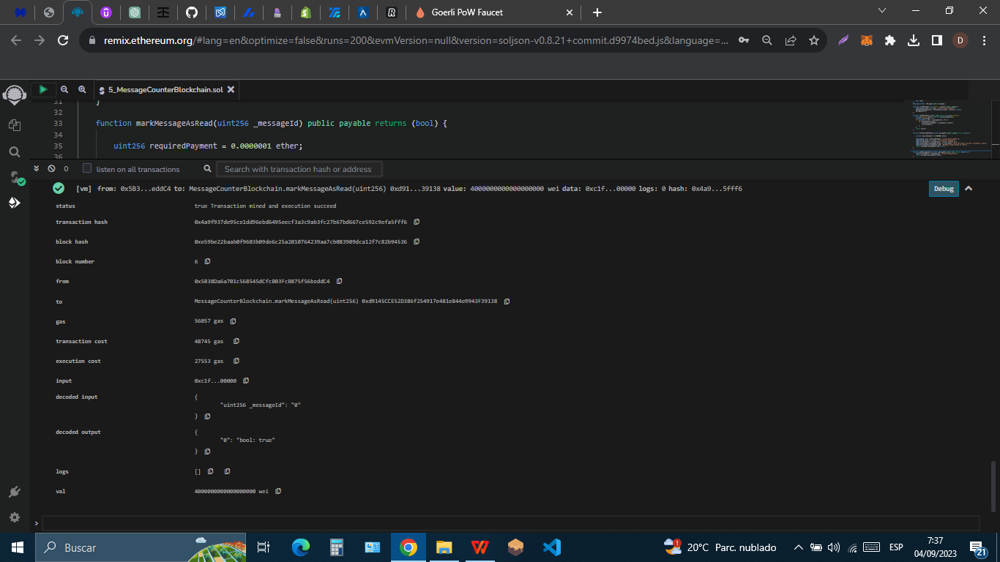 Goerli PoW Faucet
remix.ethereum.org/#lang=en&optimize=false&runs=200&evmVersion=null&version=soljson-v0.8.21+commit.d9974bed.js&language=...
D
5_MessageCounterBlockchain.sol
31 }
32
33 function markMessageAsRead(uint256 _messageId) public payable returns (bool) {
34
35 uint256 requiredPayment = 0.0000001 ether;
36
0 listen on all transactions Search with transaction hash or address
[vm] from: 0x5B3...eddC4 to: MessageCounterBlockchain.markMessageAsRead(uint256) 0xd91...39138 value: 4000000000000000000 wei data: 0xc1f...00000 logs: 0 hash: 0x4a9...5fff6 Debug
status true Transaction mined and execution succeed
transaction hash 0x4a9f937de95ce1dd96ebd6495eecf3a3c9ab3fc27b67bd667ce592c9efa5fff6
block hash 0xe59be22baab0f9603b09de6c25a2010764239aa7cb083909dca12f7c82b94536
block number 6
from 0x5B38Da6a701c568545dCfcB03FcB875f56beddC4
to MessageCounterBlockchain.markMessageAsRead(uint256) 0xd9145CCE52D386f254917e481eB44e9943F39138
gas 56057 gas
transaction cost 48745 gas
execution cost 27553 gas
input 0xc1f...00000
decoded input {
"uint256 _messageId": "0"
}
decoded output {
"0": "bool: true"
}
logs []
val 4000000000000000000 wei
>
Buscar
1
20°C Parc. nublado
ESP
7:37
04/09/2023
21